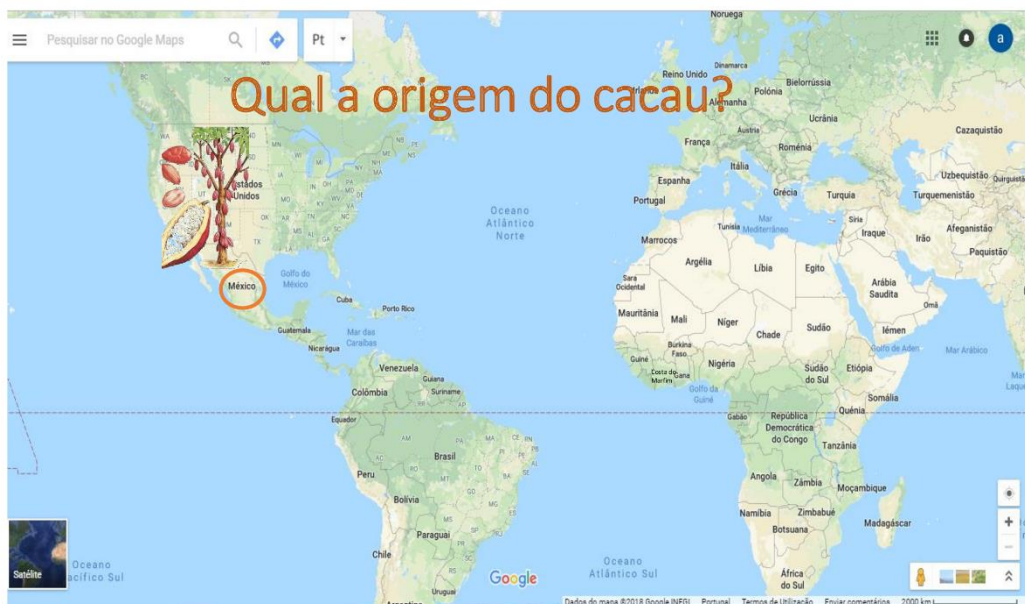 Pesquisar no Google Maps
Pt
a
Qual a origem do cacau?
Noruega
Dinamarca
Reino Unido
Bielorrússia
Polónia
Alemanha
Ucrânia
Cazaquistão
Áustria
França
Roménia
Itália
Uzbequistão
Espanha
Grécia
Turquia
Turquemenistão
Portugal
Estados
Unidos
Oceano
Atlântico
Norte
Mar
Mediterrâneo
Tunísia
Síria
Iraque
Irão
Afeganistão
Paquistão
Marrocos
Argélia
Líbia
Egito
Arábia
Saudita
Omã
Sara
Ocidental
México
Golfo do
México
Cuba
Porto Rico
Mauritânia
Mali
Níger
Chade
Sudão
Iémen
Golfo de Aden
Mar Arábico
Guatemala
Mar das
Caraíbas
Nicarágua
Burkina
Faso
Guiné
Costa do
Marfim
Gana
Nigéria
Sudão
do Sul
Etiópia
Venezuela
Guiana
Suriname
Colômbia
Golfo da
Guiné
Somália
Equador
Gabão
República
Democrática
do Congo
Quénia
Tanzânia
Brasil
Peru
Angola
Zâmbia
Moçambique
Bolívia
Namíbia
Zimbabué
Botsuana
Madagáscar
Paraguai
Chile
África
do Sul
Oceano
Atlântico Sul
Uruguai
Satélite
Oceano
acífico Sul
Google
Dados do mapa ©2018 Google, INEGI Portugal Termos de Utilização Enviar comentários 2000 km